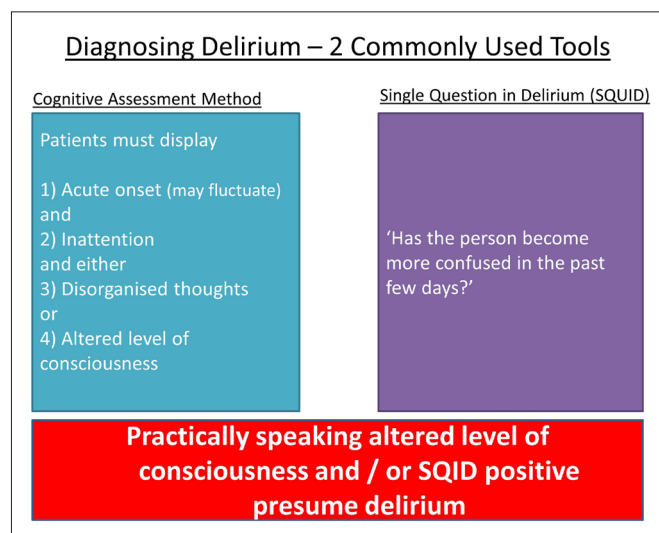 Diagnosing Delirium – 2 Commonly Used Tools
Cognitive Assessment Method
Patients must display
1) Acute onset (may fluctuate)
and
2) Inattention
and either
3) Disorganised thoughts
or
4) Altered level of
consciousness
Single Question in Delirium (SQUID)
‘Has the person become
more confused in the past
few days?’
Practically speaking altered level of
consciousness and / or SQID positive
presume delirium